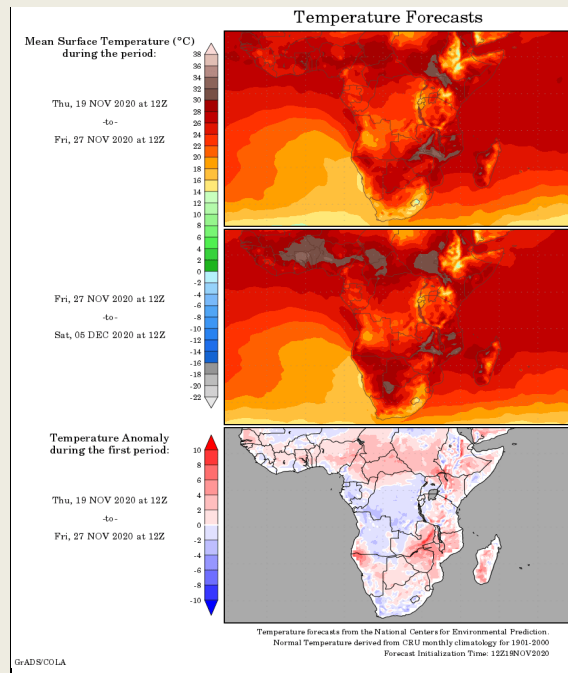 Temperature Forecasts
Mean Surface Temperature (°C)
during the period:
Thu, 19 NOV 2020 at 12Z
-to-
Fri, 27 NOV 2020 at 12Z
38
36
34
32
30
28
26
24
22
20
18
16
14
12
10
8
6
4
2
0
-2
-4
-6
-8
-10
-12
-14
-16
-18
-20
-22
Fri, 27 NOV 2020 at 12Z
-to-
Sat, 05 DEC 2020 at 12Z
Temperature Anomaly
during the first period:
Thu, 19 NOV 2020 at 12Z
-to-
Fri, 27 NOV 2020 at 12Z
10
8
6
4
2
0
-2
-4
-6
-8
-10
Temperature forecasts from the National Centers for Environmental Prediction.
Normal Temperature derived from CRU monthly climatology for 1901-2000
Forecast Initialization Time: 12Z19NOV2020
GrADS/COLA